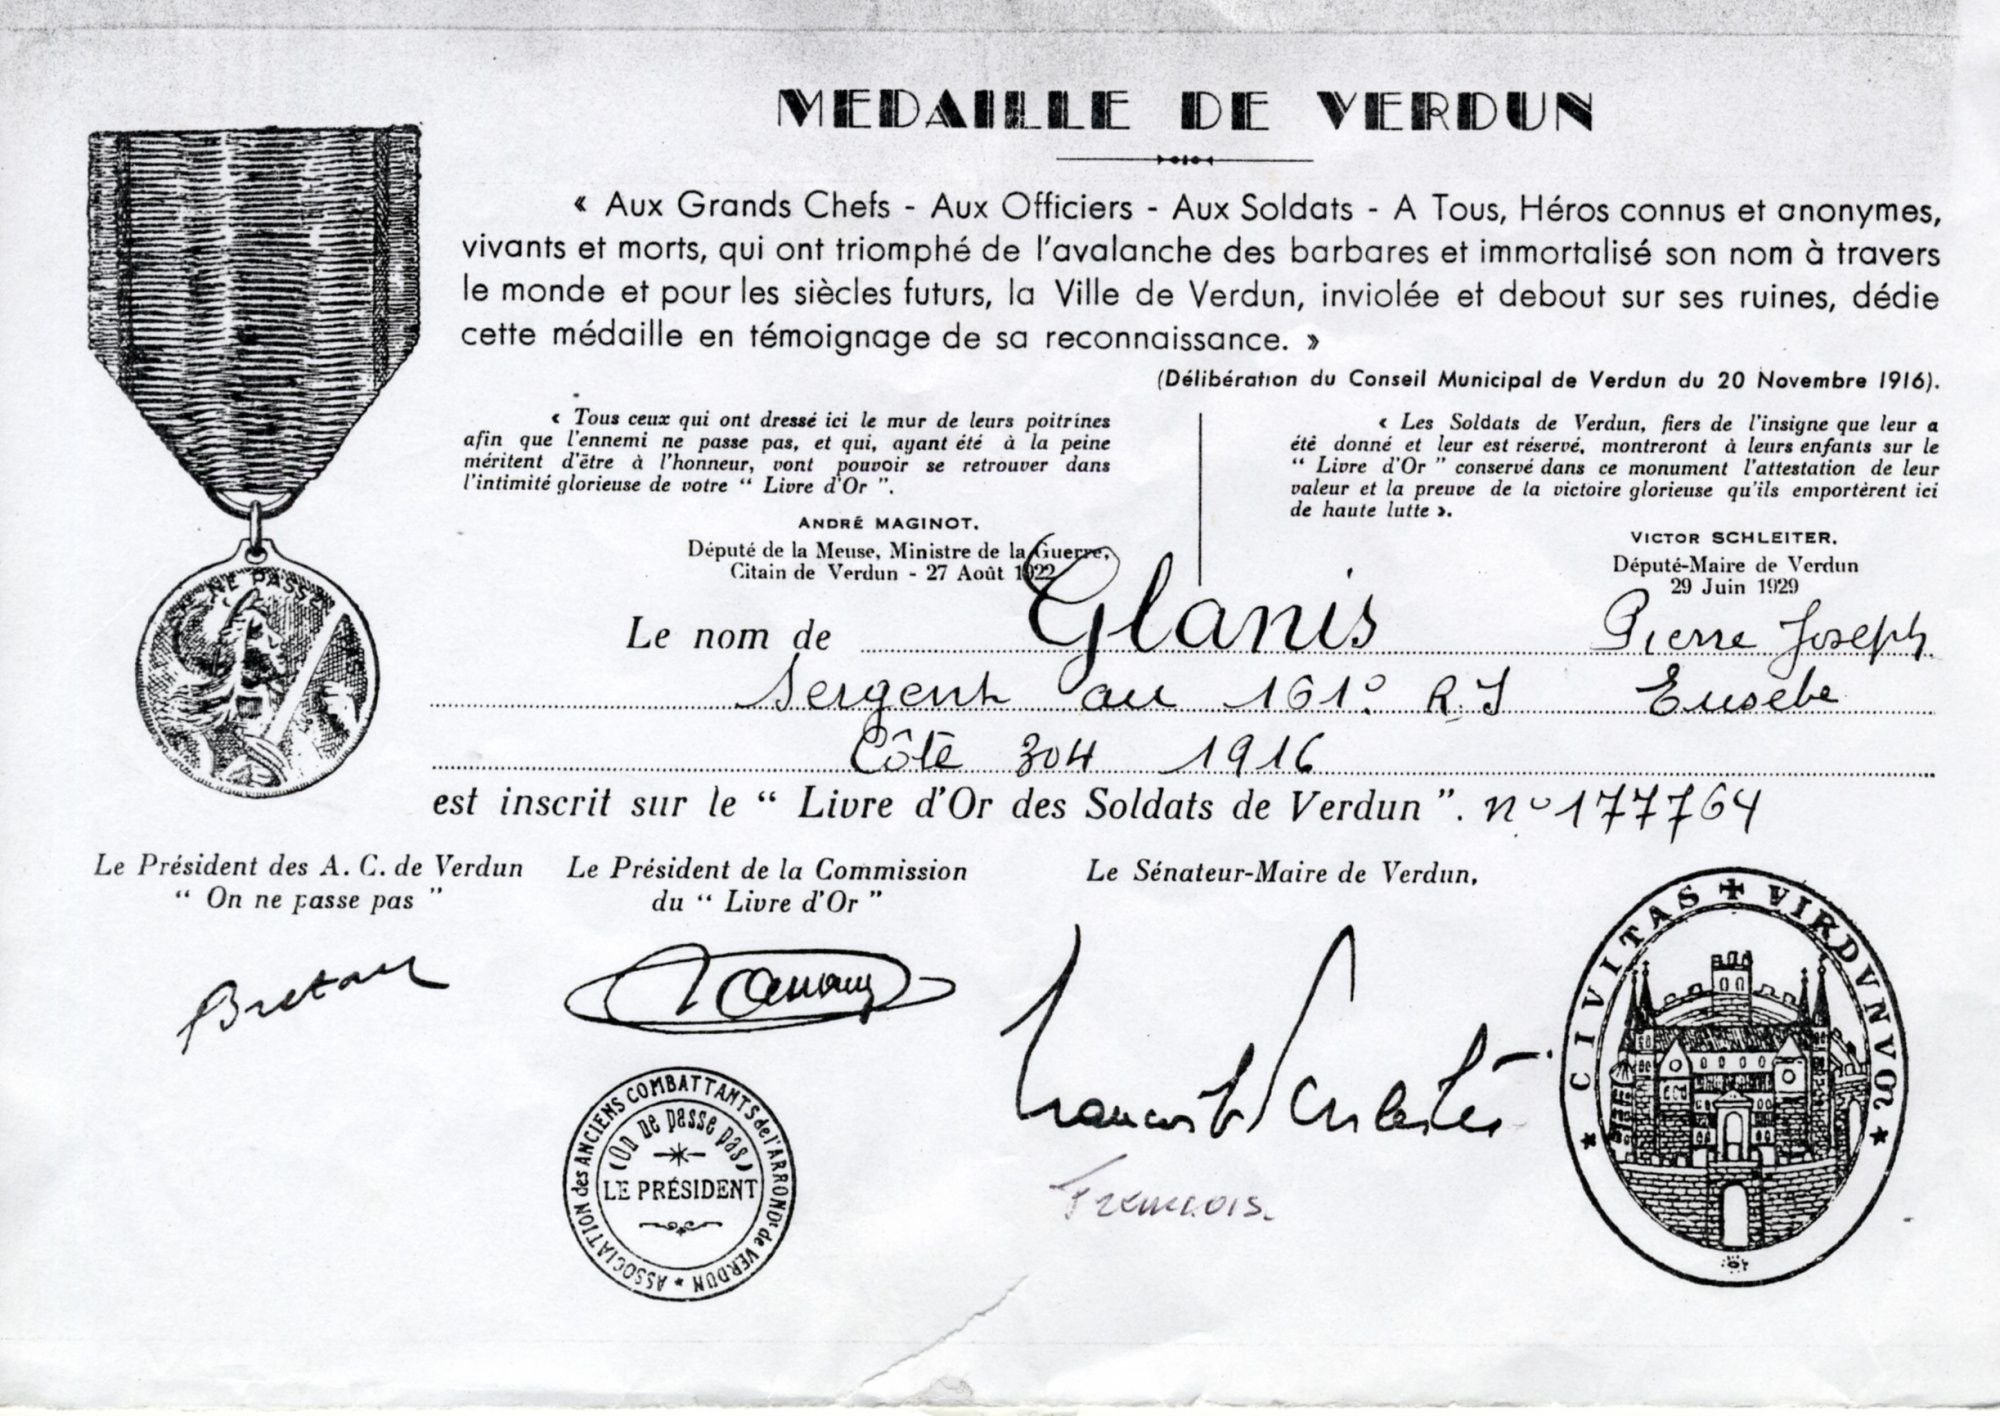 MEDAILLE DE VERDUN
« Aux Grands Chefs - Aux Officiers - Aux Soldats - A Tous, Héros connus et anonymes,
vivants et morts, qui ont triomphé de l'avalanche des barbares et immortalisé son nom à travers
le monde et pour les siècles futurs, la Ville de Verdun, inviolée et debout sur ses ruines, dédie
cette médaille en témoignage de sa reconnaissance. »
(Délibération du Conseil Municipal de Verdun du 20 Novembre 1916).
« Tous ceux qui ont dressé ici le mur de leurs poitrines
afin que l'ennemi ne passe pas, et qui, ayant été à la peine
méritent d'être à l'honneur, vont pouvoir se retrouver dans
l'intimité glorieuse de votre “ Livre d'Or ”.
ANDRÉ MAGINOT,
Député de la Meuse, Ministre de la Guerre,
Citain de Verdun - 27 Août 1922
« Les Soldats de Verdun, fiers de l'insigne que leur a
été donné et leur est réservé, montreront à leurs enfants sur le
“ Livre d'Or ” conservé dans ce monument l'attestation de leur
valeur et la preuve de la victoire glorieuse qu'ils emportèrent ici
de haute lutte ».
VICTOR SCHLEITER,
Député-Maire de Verdun
29 Juin 1929
NE PASSE
Le nom de Glanis Pierre Joseph
Sergent au 161° R.I Eusebe
Côte 304 1916
est inscrit sur le “ Livre d'Or des Soldats de Verdun ”. n° 177764
Le Président des A. C. de Verdun
“ On ne passe pas ”
Le Président de la Commission
du “ Livre d'Or ”
Le Sénateur-Maire de Verdun,
François Schleiter
François.
ASSOCIATION des ANCIENS COMBATTANTS de l'ARRONDt de VERDUN ★
(On ne passe pas)
LE PRÉSIDENT
★ CIVITAS ✝ VIRDVNVM ★